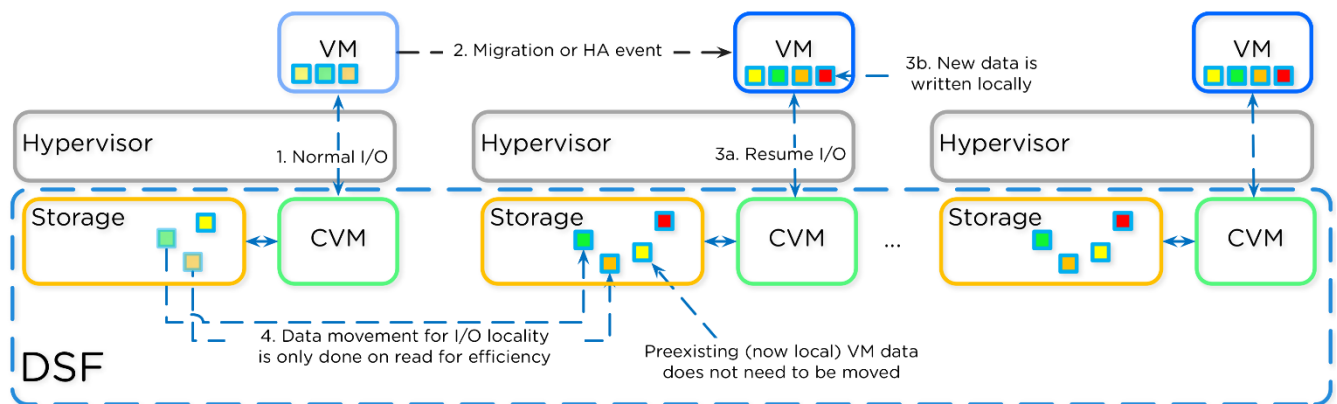 VM
2. Migration or HA event
VM
3b. New data is
written locally
VM
Hypervisor
1. Normal I/O
Hypervisor
3a. Resume I/O
Hypervisor
Storage
CVM
Storage
CVM
...
Storage
CVM
4. Data movement for I/O locality
is only done on read for efficiency
Preexisting (now local) VM data
does not need to be moved
DSF